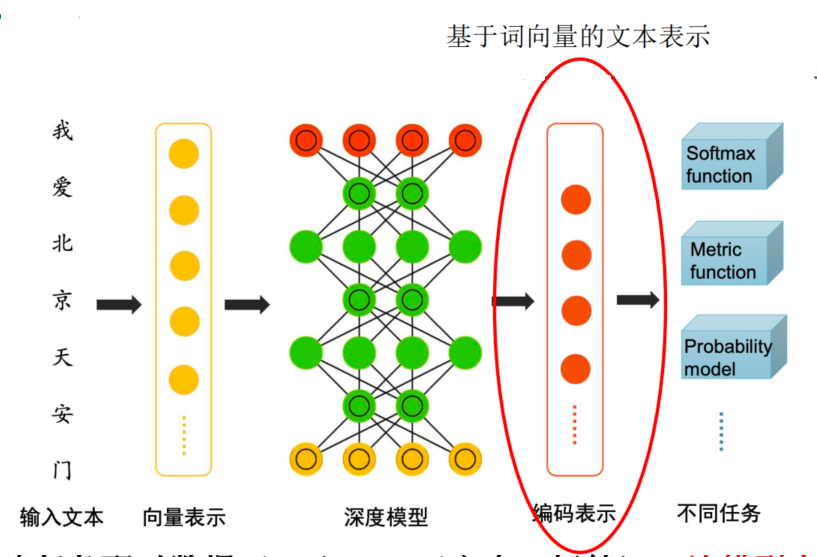 基于词向量的文本表示
我
爱
北
京
天
安
门
Softmax
function
Metric
function
Probability
model
输入文本
向量表示
深度模型
编码表示
不同任务